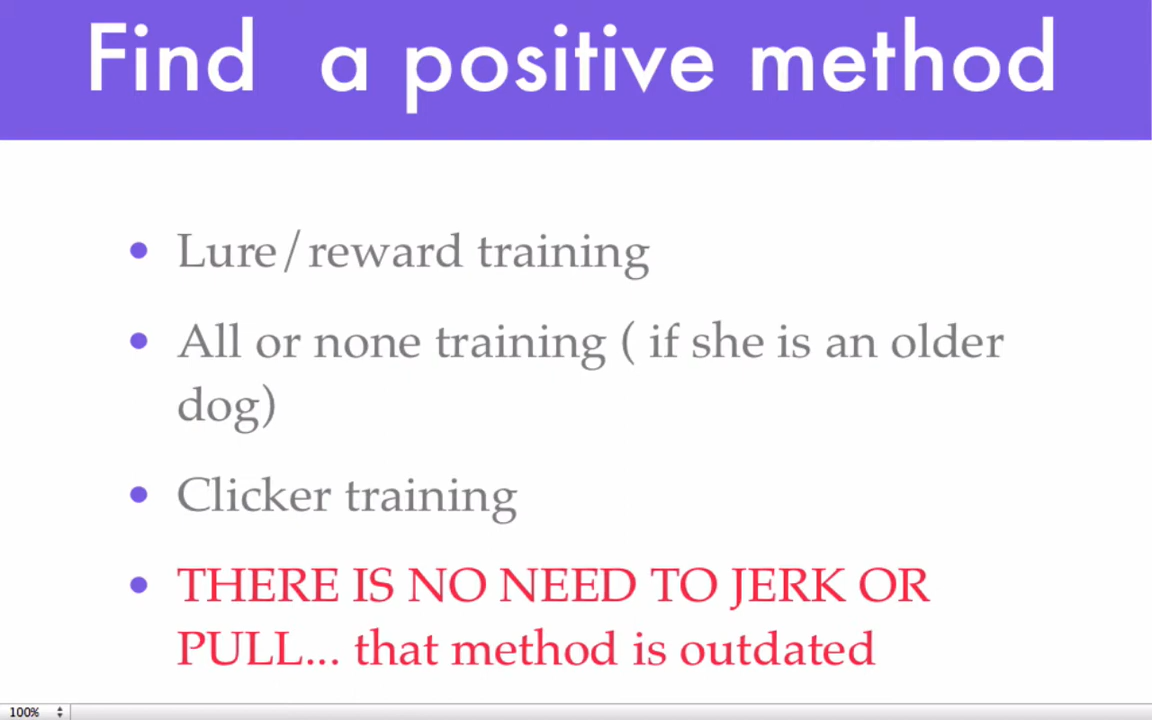 Find a positive method
• Lure/reward training
• All or none training ( if she is an older
dog)
• Clicker training
• THERE IS NO NEED TO JERK OR
PULL... that method is outdated
100%